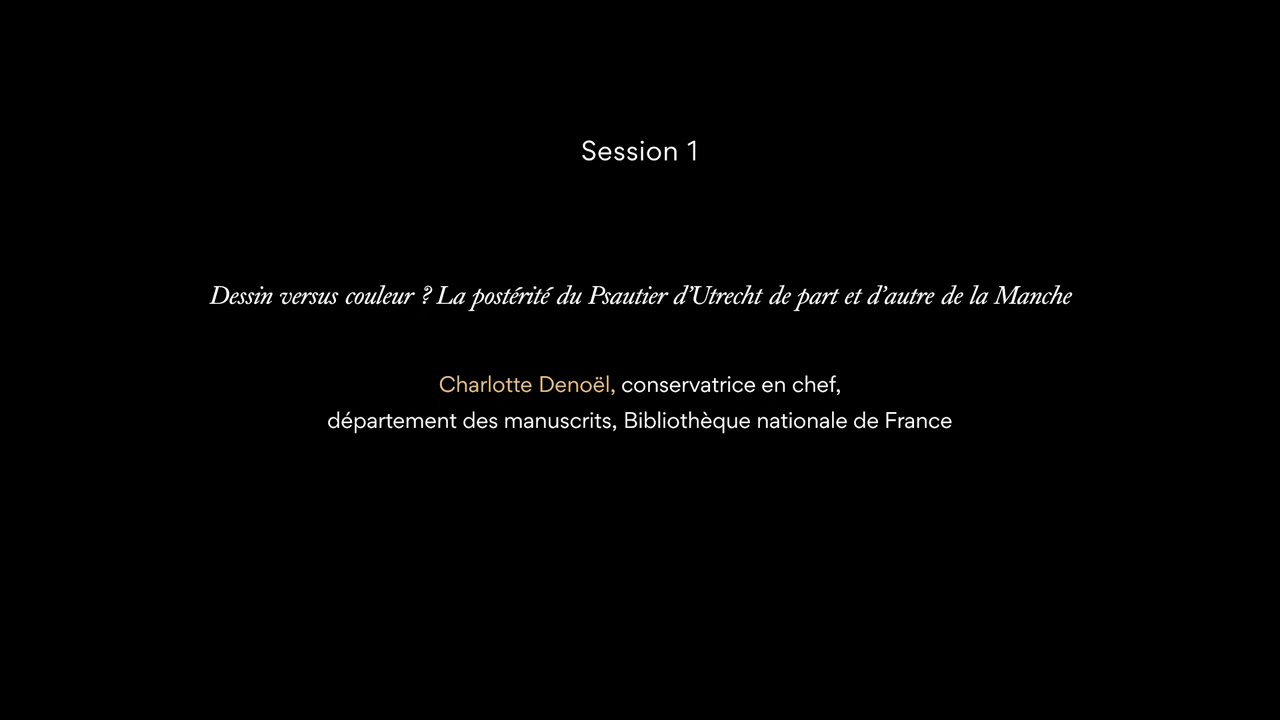 Session 1
Dessin versus couleur ? La postérité du Psautier d’Utrecht de part et d’autre de la Manche
Charlotte Denoël, conservatrice en chef,
département des manuscrits, Bibliothèque nationale de France